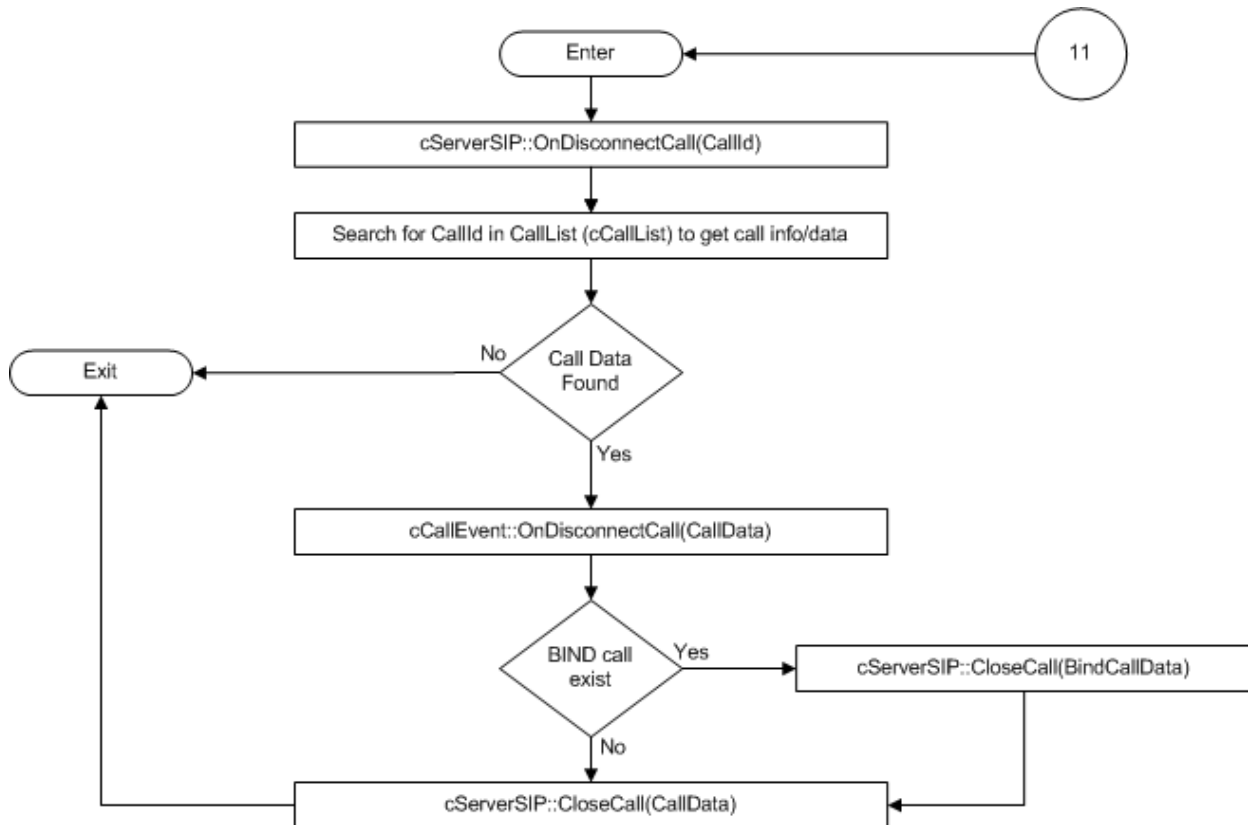 Enter
11
cServerSIP::OnDisconnectCall(CallId)
Search for CallId in CallList (cCallList) to get call info/data
No
Call Data
Found
Exit
Yes
cCallEvent::OnDisconnectCall(CallData)
BIND call
exist
Yes
cServerSIP::CloseCall(BindCallData)
No
cServerSIP::CloseCall(CallData)